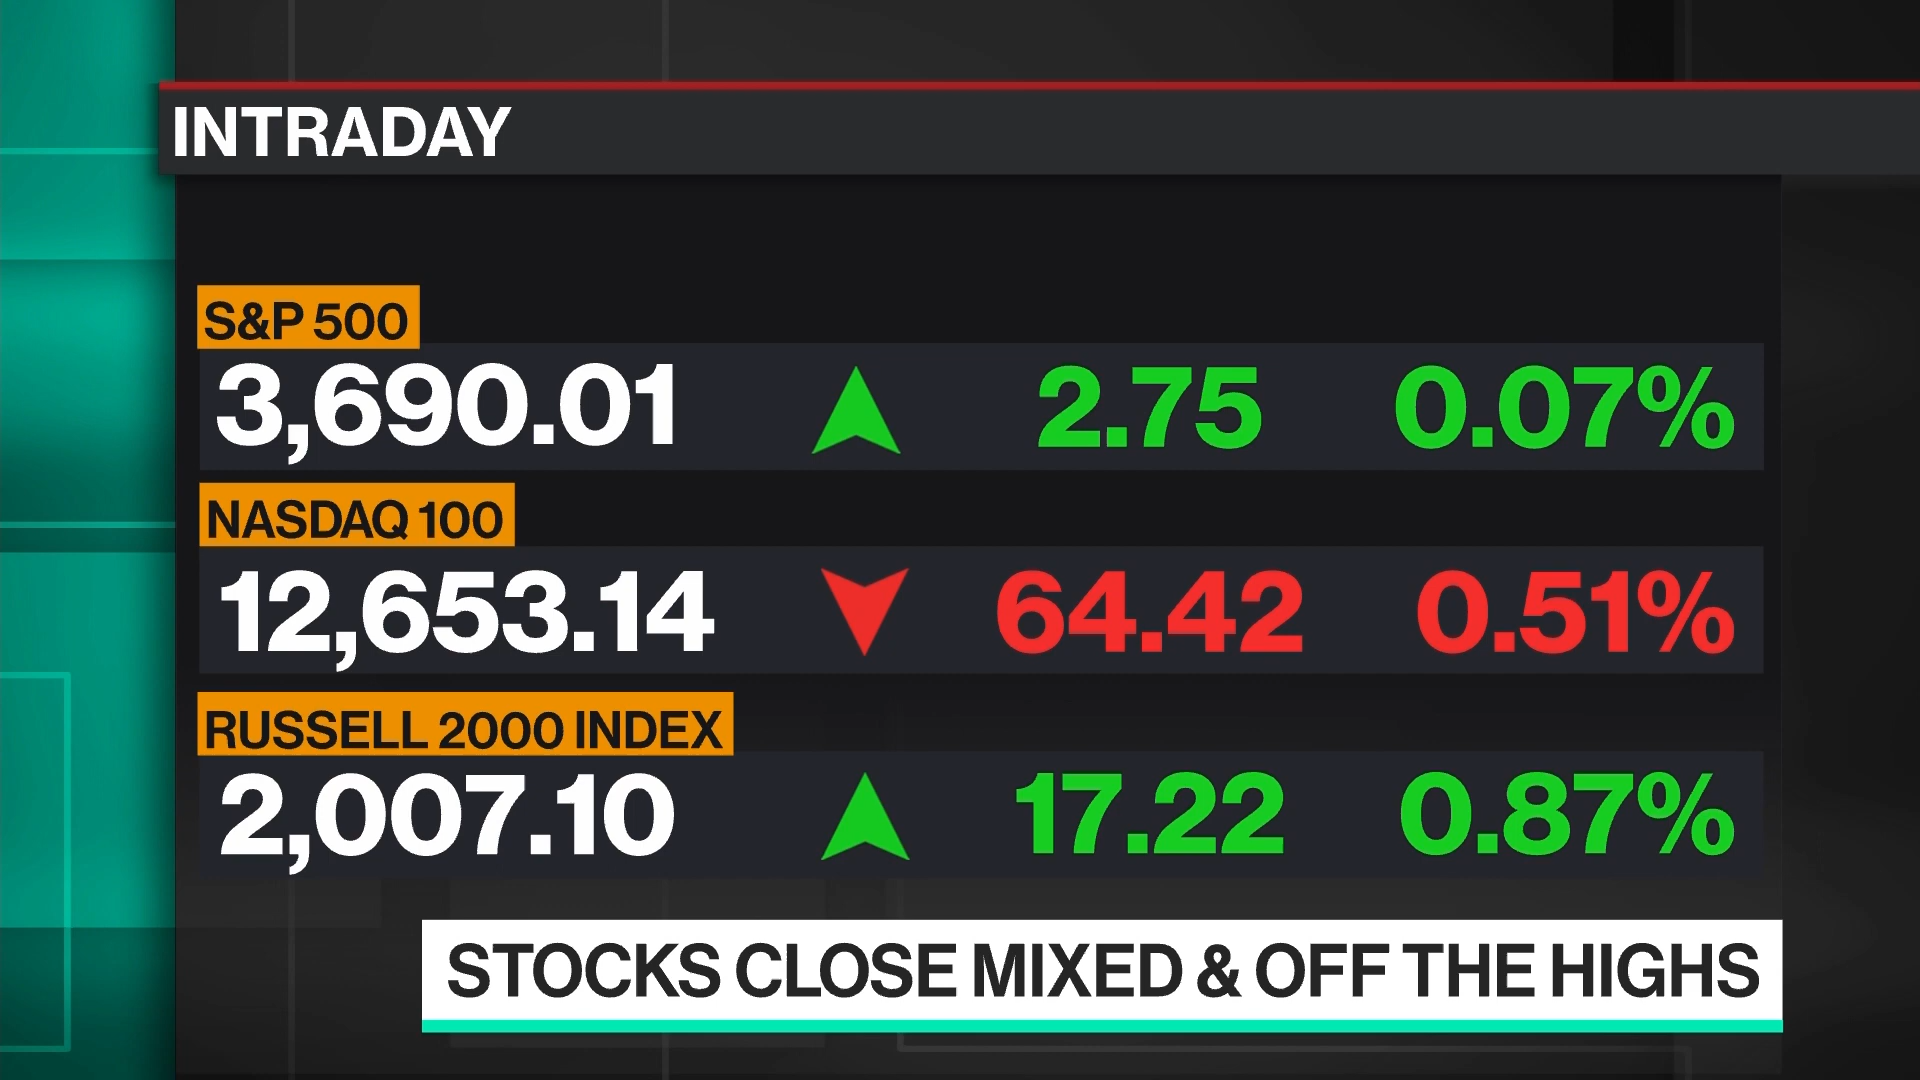 INTRADAY
S&P 500
3,690.01 2.75 0.07%
NASDAQ 100
12,653.14 64.42 0.51%
RUSSELL 2000 INDEX
2,007.10 17.22 0.87%
STOCKS CLOSE MIXED & OFF THE HIGHS